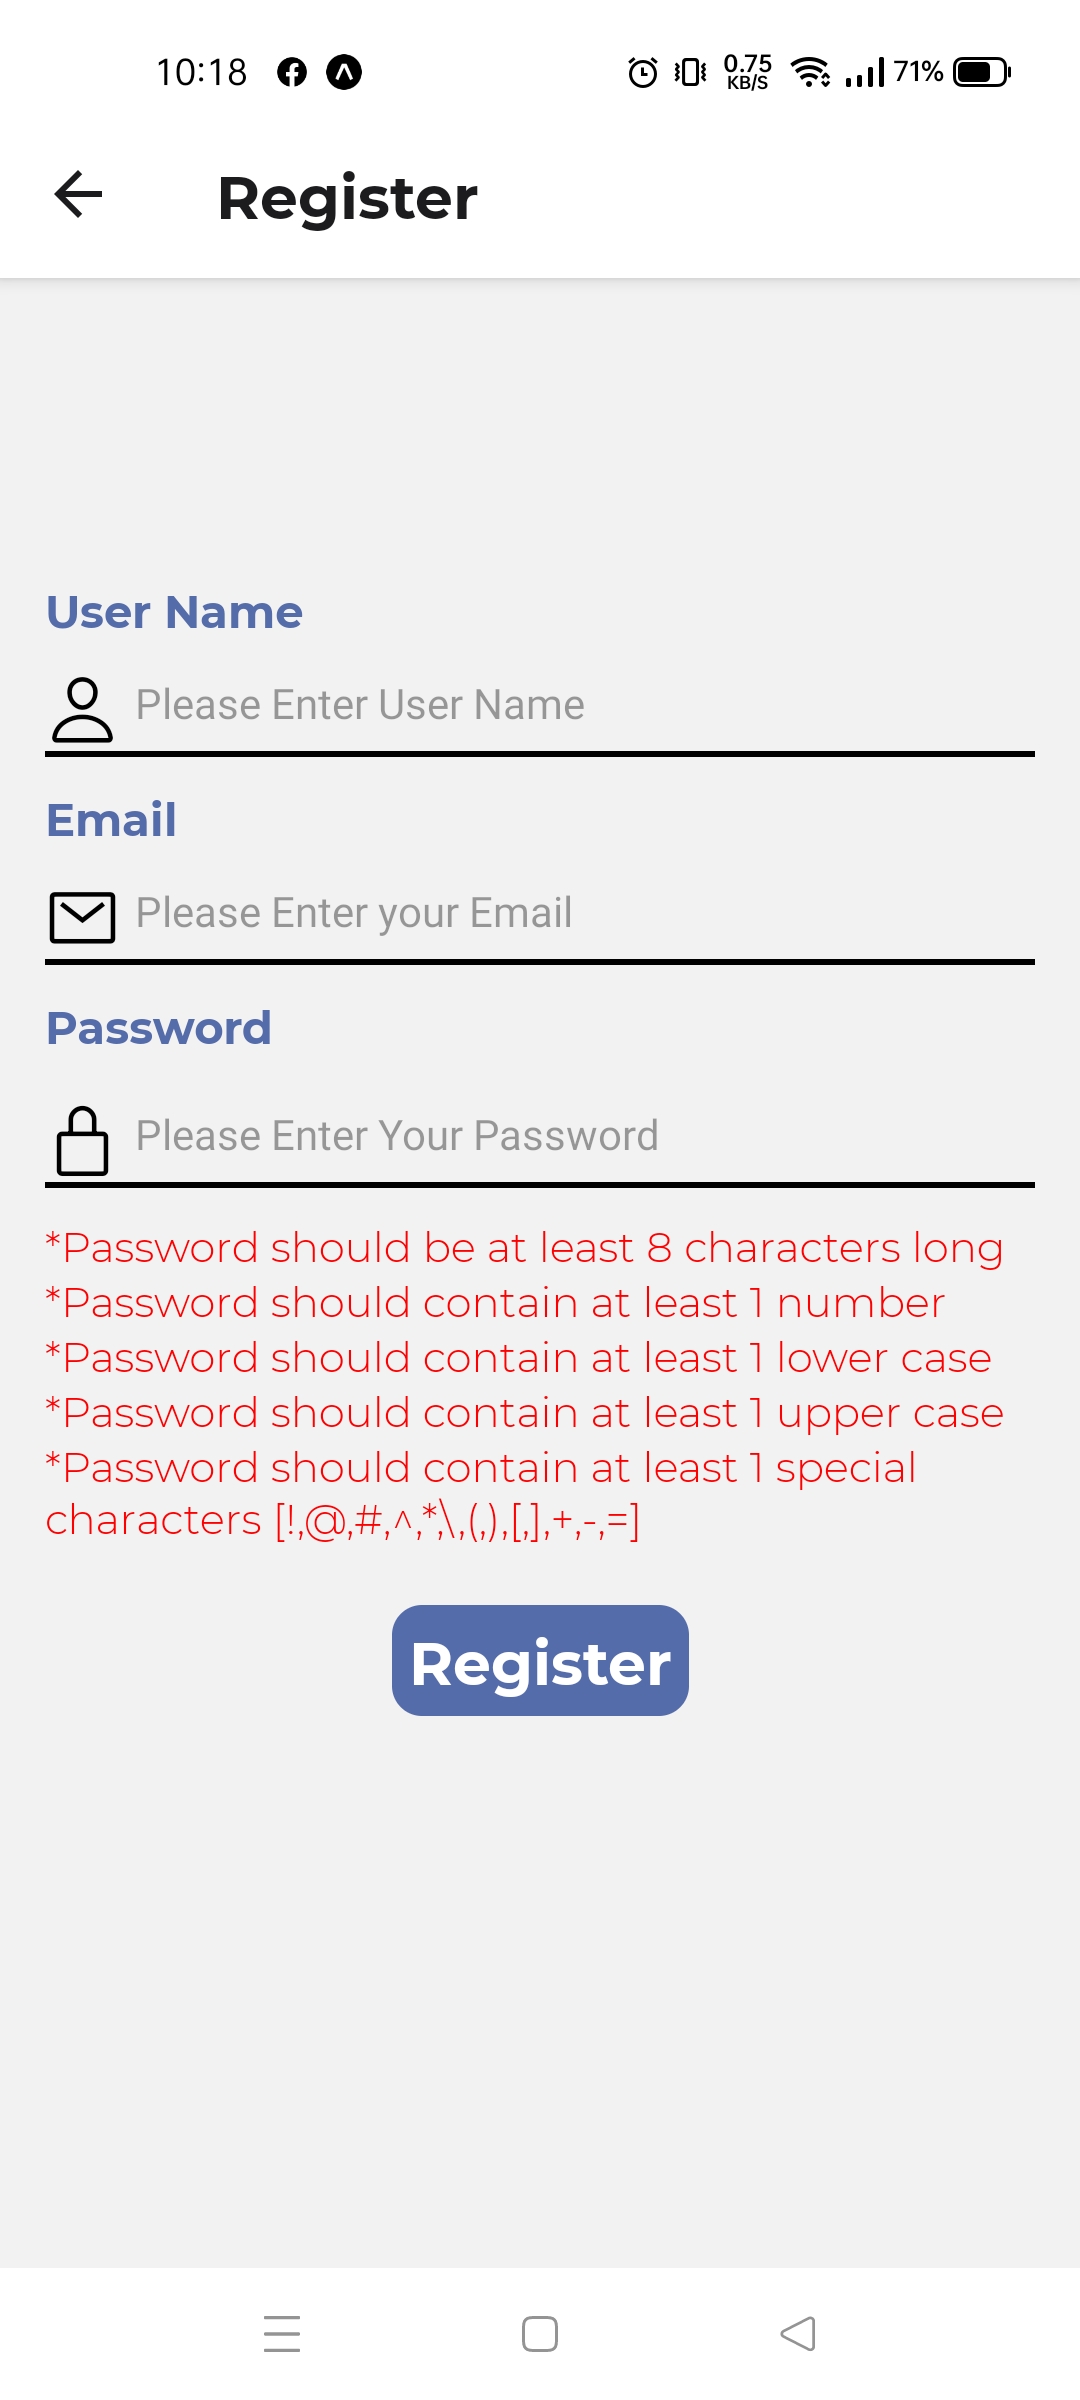 10:18
0.75
KB/S
71%
Register
User Name
Please Enter User Name
Email
Please Enter your Email
Password
Please Enter Your Password
*Password should be at least 8 characters long
*Password should contain at least 1 number
*Password should contain at least 1 lower case
*Password should contain at least 1 upper case
*Password should contain at least 1 special
characters [!,@,#,^,*,\,(,),[,],+,-,=]
Register